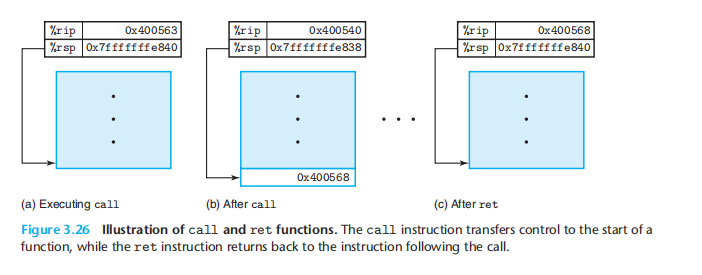 %rip 0x400563
%rsp 0x7fffffffe840
%rip 0x400540
%rsp 0x7fffffffe838
0x400568
%rip 0x400568
%rsp 0x7fffffffe840
(a) Executing call
(b) After call
(c) After ret
Figure 3.26 Illustration of call and ret functions. The call instruction transfers control to the start of a
function, while the ret instruction returns back to the instruction following the call.